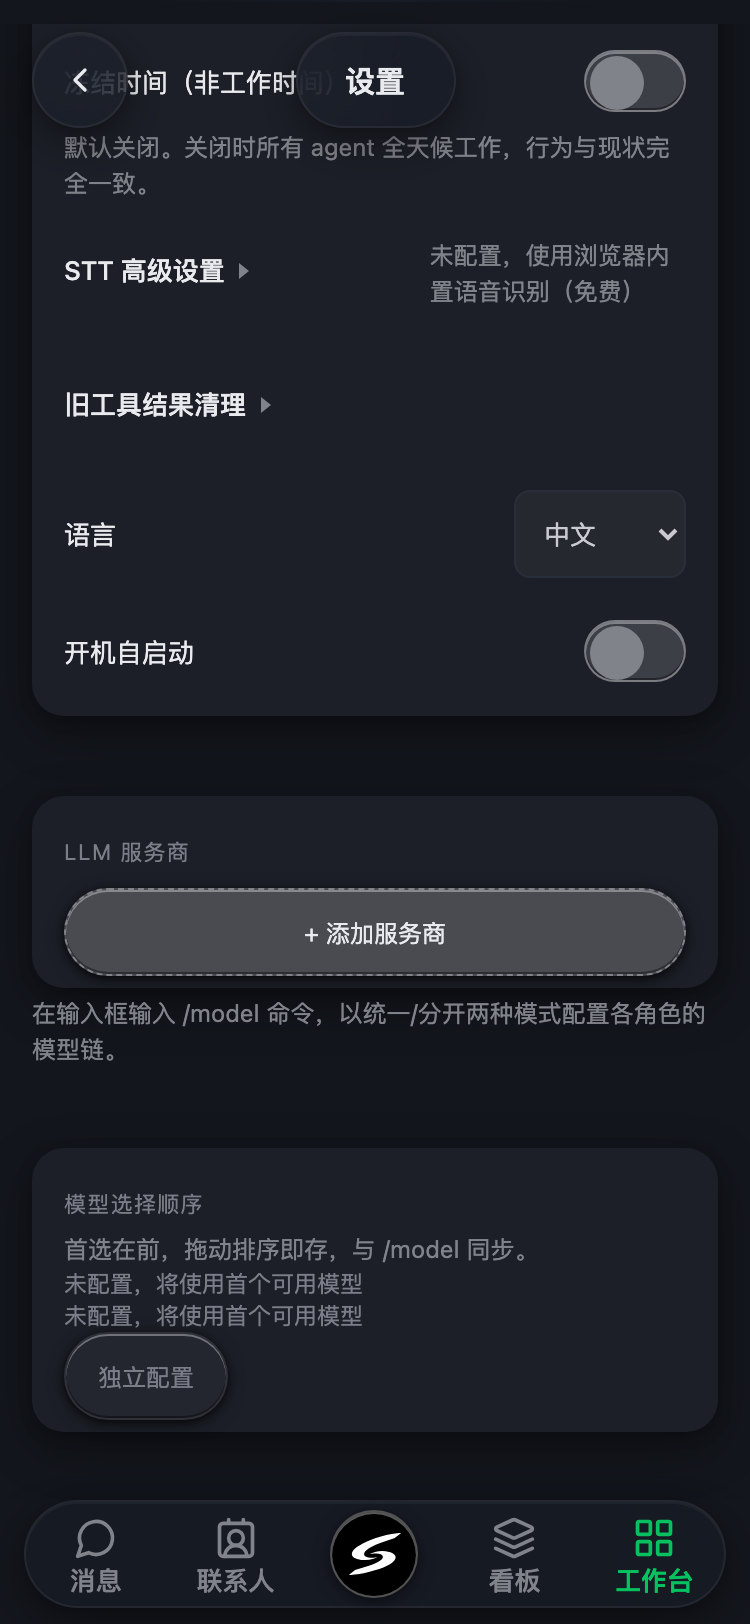 设置
冻结时间（非工作时间）
默认关闭。关闭时所有 agent 全天候工作，行为与现状完
全一致。
STT 高级设置
未配置，使用浏览器内
置语音识别（免费）
旧工具结果清理
语言
中文
开机自启动
LLM 服务商
+ 添加服务商
在输入框输入 /model 命令，以统一/分开两种模式配置各角色的
模型链。
模型选择顺序
首选在前，拖动排序即存，与 /model 同步。
未配置，将使用首个可用模型
未配置，将使用首个可用模型
独立配置
消息
联系人
看板
工作台